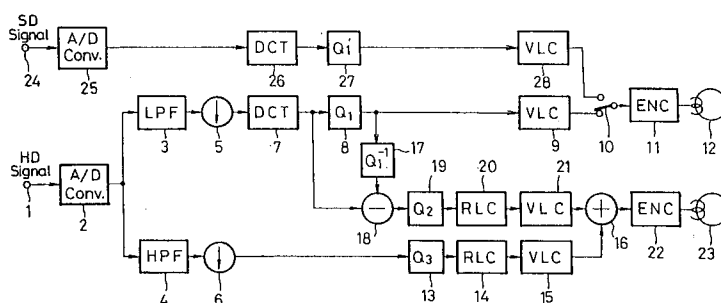 SD Signal
24
A/D Conv.
25
DCT
26
Q₁'
27
VLC
28
LPF
3
5
DCT
7
Q₁
8
VLC
9
10
ENC
11
12
HD Signal
1
A/D Conv.
2
Q₁⁻¹
17
−
18
19
Q₂
20
RLC
21
VLC
+
16
ENC
22
23
HPF
4
6
Q₃
13
RLC
14
VLC
15